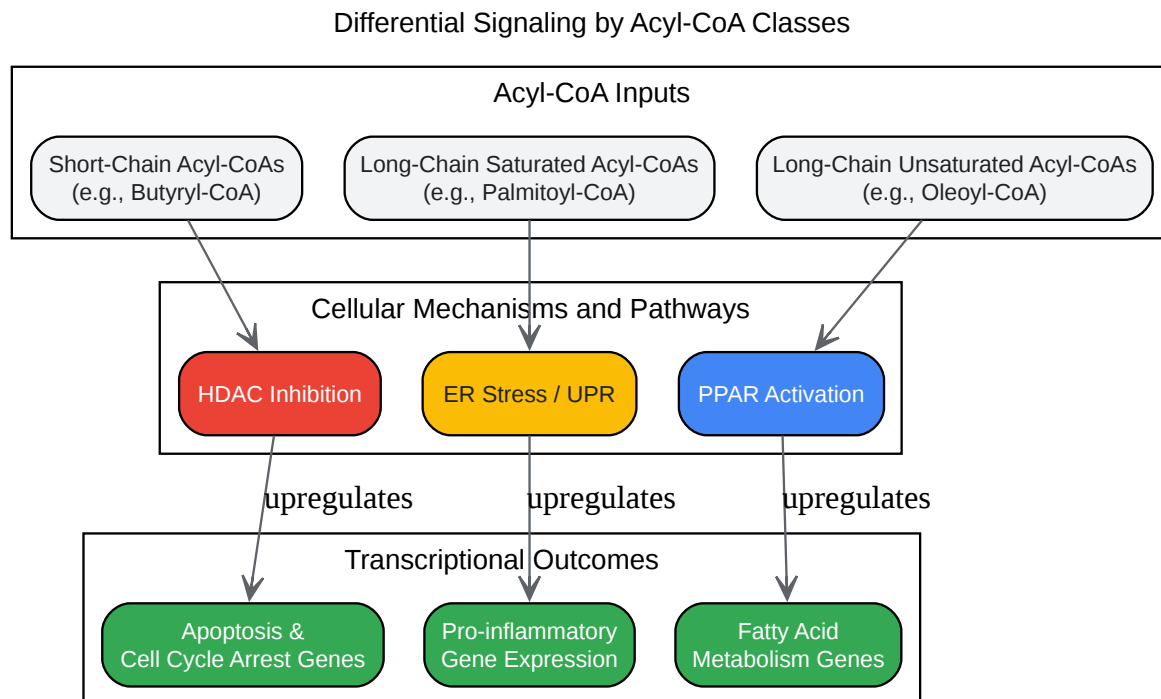 Differential Signaling by Acyl-CoA Classes
Acyl-CoA Inputs
Short-Chain Acyl-CoAs
(e.g., Butyryl-CoA)
Long-Chain Saturated Acyl-CoAs
(e.g., Palmitoyl-CoA)
Long-Chain Unsaturated Acyl-CoAs
(e.g., Oleoyl-CoA)
Cellular Mechanisms and Pathways
HDAC Inhibition
ER Stress / UPR
PPAR Activation
upregulates
upregulates
upregulates
Transcriptional Outcomes
Apoptosis &
Cell Cycle Arrest Genes
Pro-inflammatory
Gene Expression
Fatty Acid
Metabolism Genes